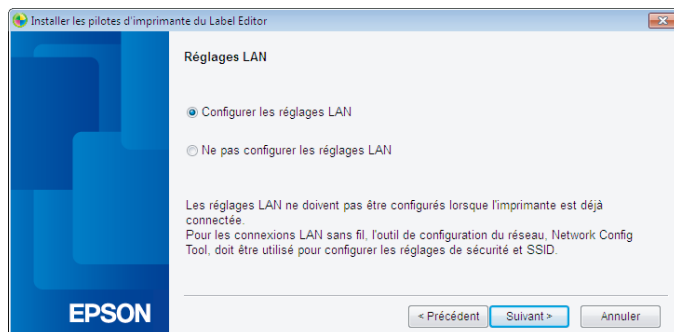 Installer les pilotes d'imprimante du Label Editor
Réglages LAN
Configurer les réglages LAN
Ne pas configurer les réglages LAN
Les réglages LAN ne doivent pas être configurés lorsque l'imprimante est déjà
connectée.
Pour les connexions LAN sans fil, l'outil de configuration du réseau, Network Config
Tool, doit être utilisé pour configurer les réglages de sécurité et SSID.
EPSON
< Précédent Suivant > Annuler